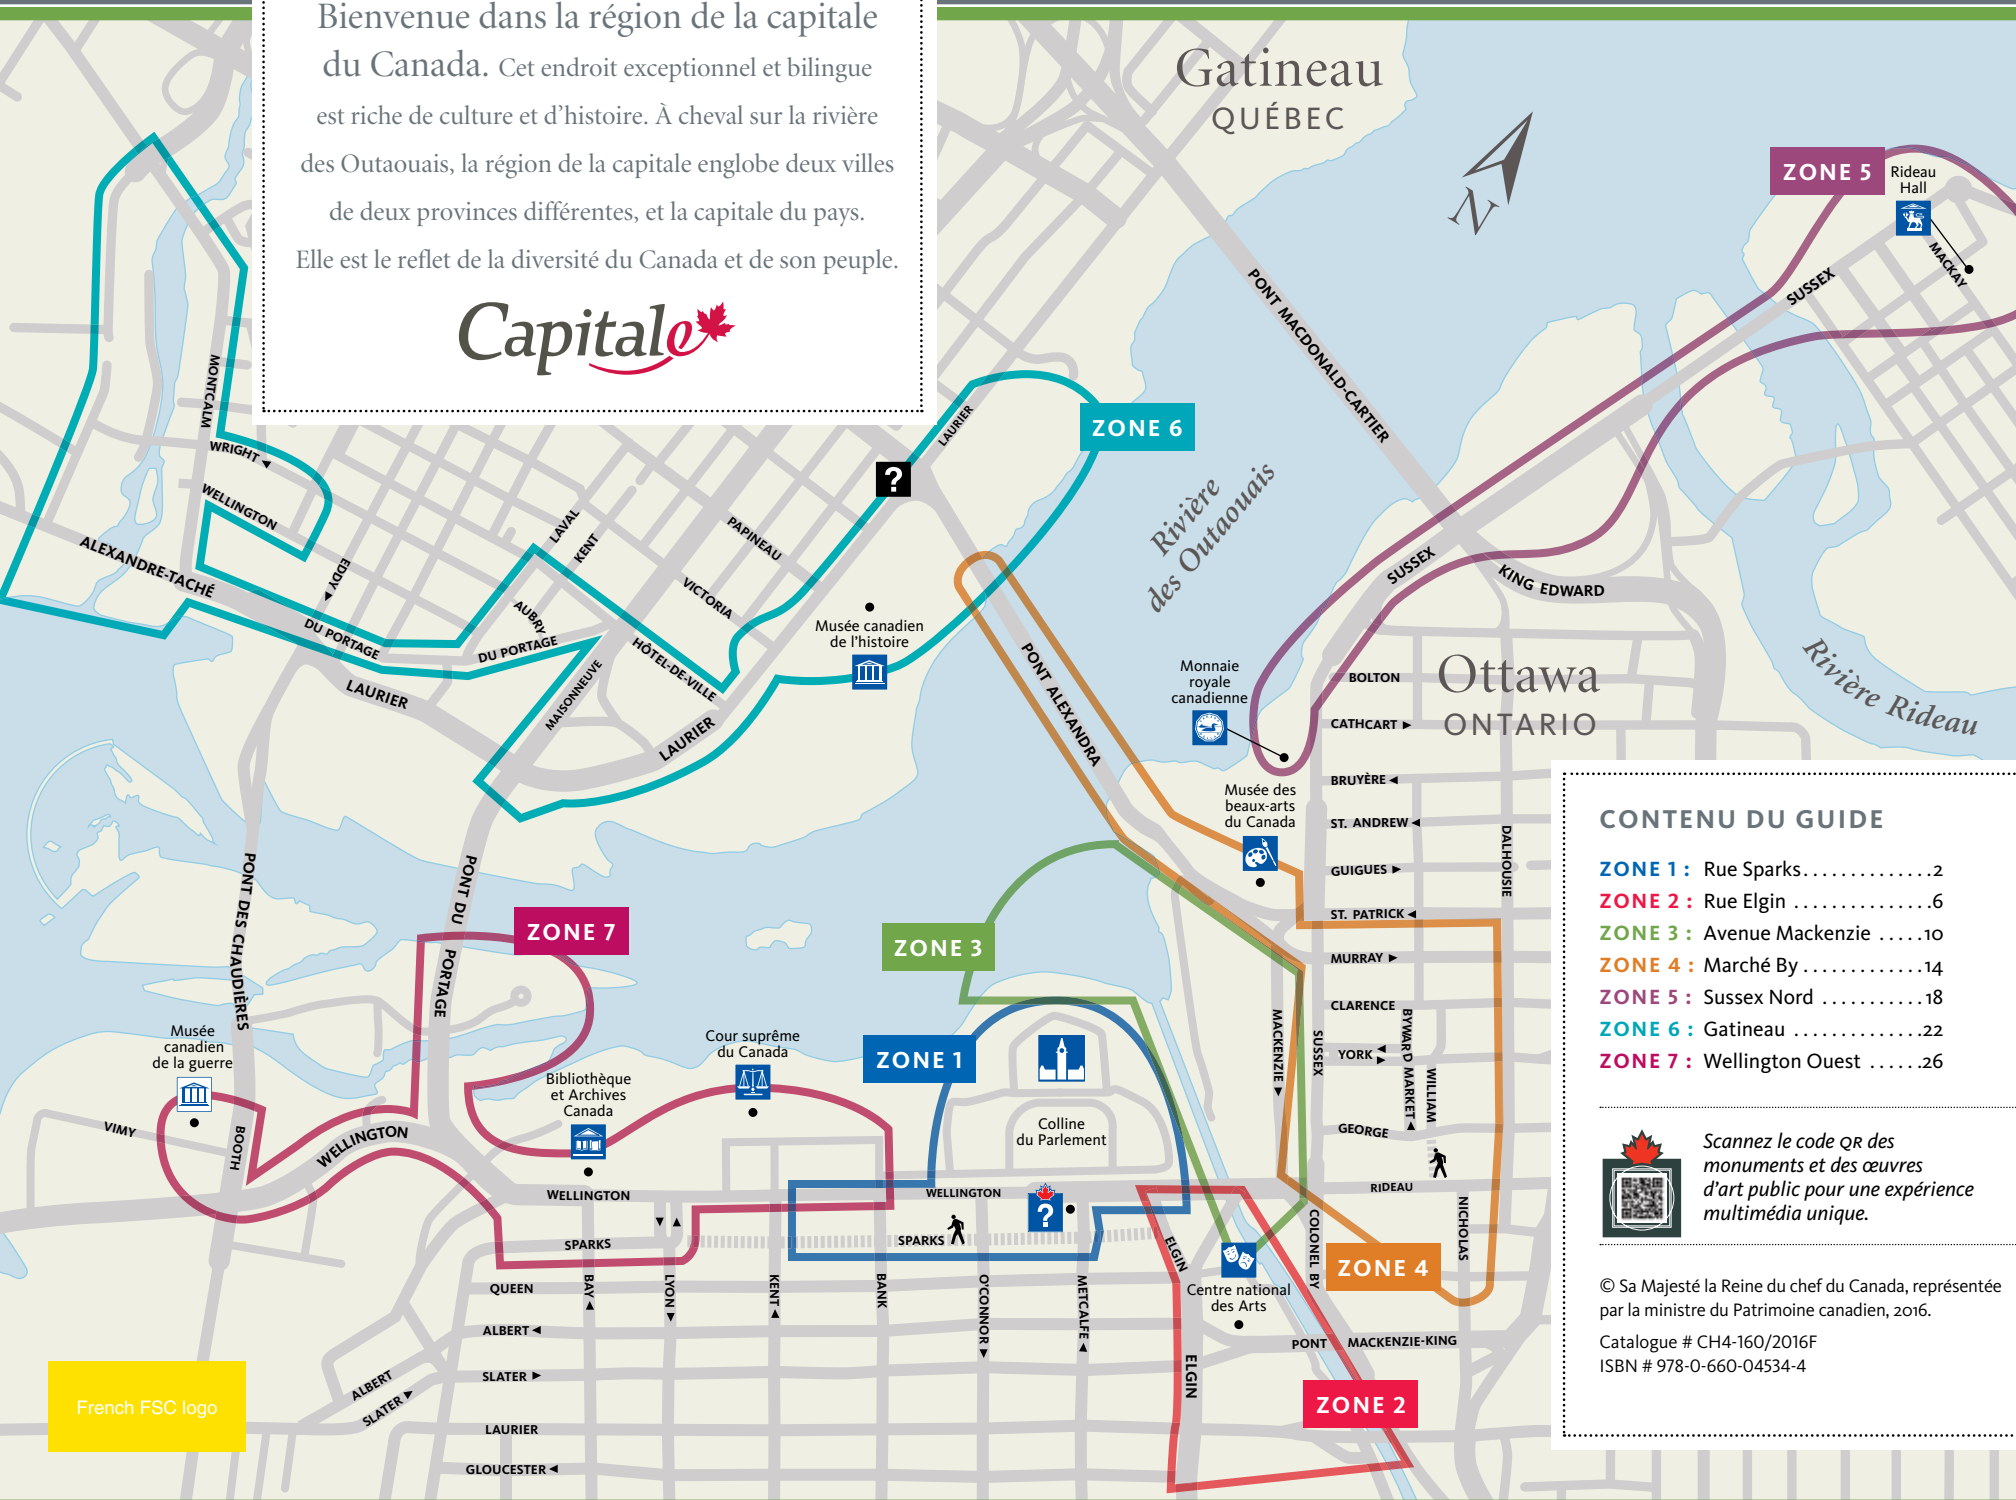 Bienvenue dans la région de la capitale
du Canada. Cet endroit exceptionnel et bilingue
est riche de culture et d'histoire. À cheval sur la rivière
des Outaouais, la région de la capitale englobe deux villes
de deux provinces différentes, et la capitale du pays.
Elle est le reflet de la diversité du Canada et de son peuple.
Capitale
Gatineau
QUÉBEC
N
ZONE 5
Rideau
Hall
MACKAY
SUSSEX
PONT MACDONALD-CARTIER
MONTCALM
WRIGHT
WELLINGTON
ALEXANDRE-TACHÉ
EDDY
LAVAL
KENT
PAPINEAU
VICTORIA
LAURIER
?
ZONE 6
Rivière
des Outaouais
SUSSEX
KING EDWARD
AUBRY
DU PORTAGE
DU PORTAGE
HÔTEL-DE-VILLE
MAISONNEUVE
LAURIER
LAURIER
Musée canadien
de l'histoire
PONT ALEXANDRA
Monnaie
royale
canadienne
Ottawa
ONTARIO
Rivière Rideau
BOLTON
CATHCART
BRUYÈRE
ST. ANDREW
GUIGUES
ST. PATRICK
MURRAY
CLARENCE
YORK
GEORGE
RIDEAU
DALHOUSIE
BYWARD MARKET
WILLIAM
NICHOLAS
MACKENZIE
SUSSEX
COLONEL BY
Musée des
beaux-arts
du Canada
PONT DES CHAUDIÈRES
PONT DU PORTAGE
ZONE 7
ZONE 3
ZONE 1
Musée
canadien
de la guerre
VIMY
BOOTH
WELLINGTON
Bibliothèque
et Archives
Canada
Cour suprême
du Canada
Colline
du Parlement
WELLINGTON
WELLINGTON
?
SPARKS
SPARKS
QUEEN
ALBERT
SLATER
ALBERT
SLATER
LAURIER
GLOUCESTER
BAY
LYON
KENT
BANK
O'CONNOR
METCALFE
ELGIN
ELGIN
Centre national
des Arts
ZONE 4
PONT MACKENZIE-KING
ZONE 2
French FSC logo
CONTENU DU GUIDE
ZONE 1 : Rue Sparks..............2
ZONE 2 : Rue Elgin ..............6
ZONE 3 : Avenue Mackenzie .....10
ZONE 4 : Marché By ............14
ZONE 5 : Sussex Nord ...........18
ZONE 6 : Gatineau .............22
ZONE 7 : Wellington Ouest ......26
Scannez le code QR des
monuments et des œuvres
d'art public pour une expérience
multimédia unique.
© Sa Majesté la Reine du chef du Canada, représentée
par la ministre du Patrimoine canadien, 2016.
Catalogue # CH4-160/2016F
ISBN # 978-0-660-04534-4